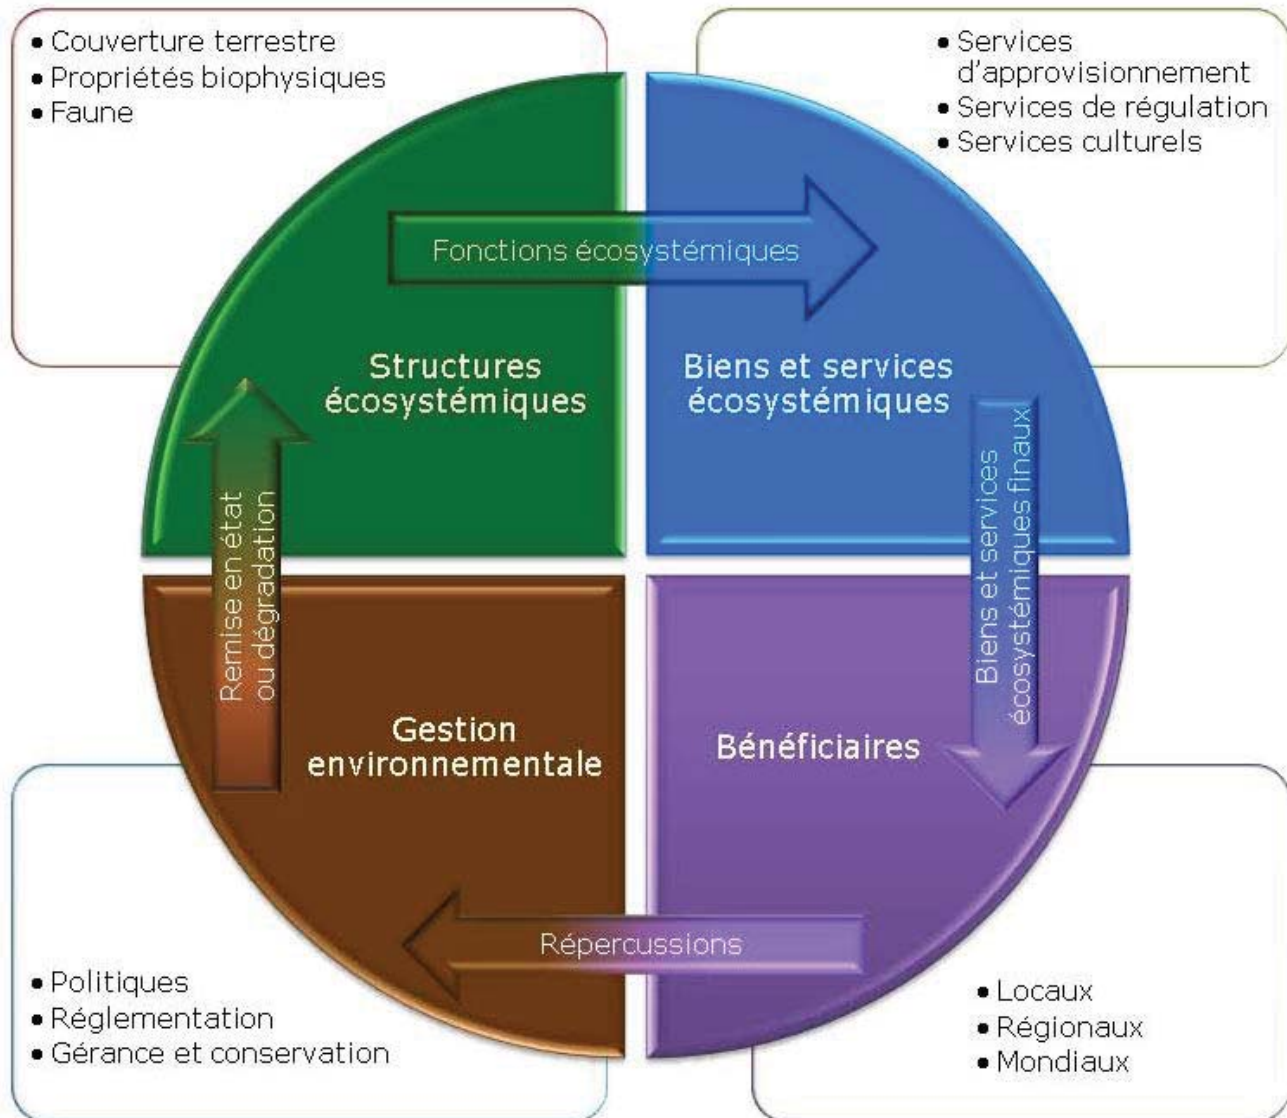 • Couverture terrestre
• Propriétés biophysiques
• Faune
• Services
d'approvisionnement
• Services de régulation
• Services culturels
Fonctions écosystémiques
Structures
écosystémiques
Biens et services
écosystémiques
Biens et services
écosystémiques finaux
Remise en état
ou dégradation
Gestion
environnementale
Bénéficiaires
Répercussions
• Politiques
• Réglementation
• Gérance et conservation
• Locaux
• Régionaux
• Mondiaux